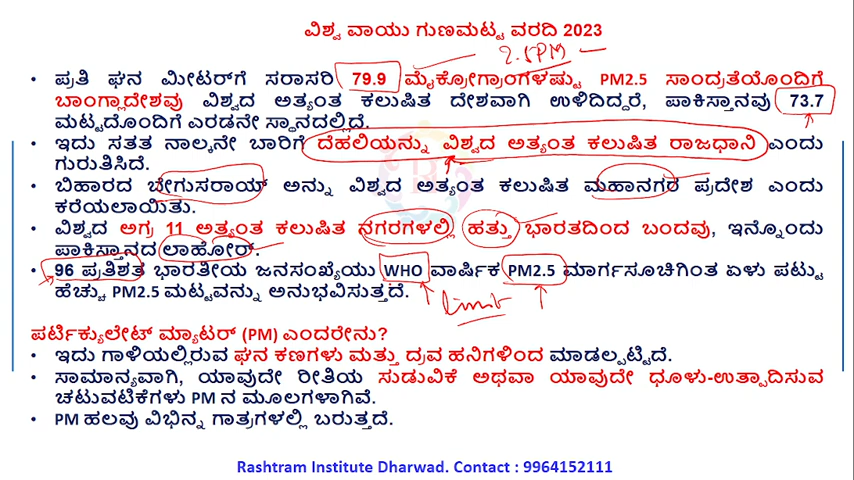 ವಿಶ್ವ ವಾಯು ಗುಣಮಟ್ಟ ವರದಿ 2023
2.5PM
• ಪ್ರತಿ ಘನ ಮೀಟರ್‌ಗೆ ಸರಾಸರಿ 79.9 ಮೈಕ್ರೋಗ್ರಾಂಗಳಷ್ಟು PM2.5 ಸಾಂದ್ರತೆಯೊಂದಿಗೆ
ಬಾಂಗ್ಲಾದೇಶವು ವಿಶ್ವದ ಅತ್ಯಂತ ಕಲುಷಿತ ದೇಶವಾಗಿ ಉಳಿದಿದ್ದರೆ, ಪಾಕಿಸ್ತಾನವು 73.7
ಮಟ್ಟದೊಂದಿಗೆ ಎರಡನೇ ಸ್ಥಾನದಲ್ಲಿದೆ.
• ಇದು ಸತತ ನಾಲ್ಕನೇ ಬಾರಿಗೆ ದೆಹಲಿಯನ್ನು ವಿಶ್ವದ ಅತ್ಯಂತ ಕಲುಷಿತ ರಾಜಧಾನಿ ಎಂದು
ಗುರುತಿಸಿದೆ.
• ಬಿಹಾರದ ಬೇಗುಸರಾಯ್ ಅನ್ನು ವಿಶ್ವದ ಅತ್ಯಂತ ಕಲುಷಿತ ಮಹಾನಗರ ಪ್ರದೇಶ ಎಂದು
ಕರೆಯಲಾಯಿತು.
• ವಿಶ್ವದ ಅಗ್ರ 11 ಅತ್ಯಂತ ಕಲುಷಿತ ನಗರಗಳಲ್ಲಿ ಹತ್ತು ಭಾರತದಿಂದ ಬಂದವು, ಇನ್ನೊಂದು
ಪಾಕಿಸ್ತಾನದ ಲಾಹೋರ್.
• 96 ಪ್ರತಿಶತ ಭಾರತೀಯ ಜನಸಂಖ್ಯೆಯು WHO ವಾರ್ಷಿಕ PM2.5 ಮಾರ್ಗಸೂಚಿಗಿಂತ ಏಳು ಪಟ್ಟು
ಹೆಚ್ಚು PM2.5 ಮಟ್ಟವನ್ನು ಅನುಭವಿಸುತ್ತದೆ.
limit
ಪರ್ಟಿಕ್ಯುಲೇಟ್ ಮ್ಯಾಟರ್ (PM) ಎಂದರೇನು?
• ಇದು ಗಾಳಿಯಲ್ಲಿರುವ ಘನ ಕಣಗಳು ಮತ್ತು ದ್ರವ ಹನಿಗಳಿಂದ ಮಾಡಲ್ಪಟ್ಟಿದೆ.
• ಸಾಮಾನ್ಯವಾಗಿ, ಯಾವುದೇ ರೀತಿಯ ಸುಡುವಿಕೆ ಅಥವಾ ಯಾವುದೇ ಧೂಳು-ಉತ್ಪಾದಿಸುವ
ಚಟುವಟಿಕೆಗಳು PM ನ ಮೂಲಗಳಾಗಿವೆ.
• PM ಹಲವು ವಿಭಿನ್ನ ಗಾತ್ರಗಳಲ್ಲಿ ಬರುತ್ತದೆ.
Rashtram Institute Dharwad. Contact : 9964152111